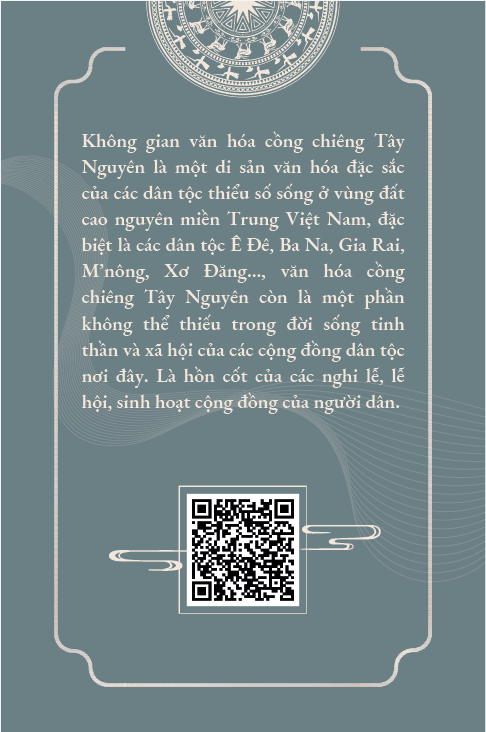 Không gian văn hóa cồng chiêng Tây
Nguyên là một di sản văn hóa đặc sắc
của các dân tộc thiểu số sống ở vùng đất
cao nguyên miền Trung Việt Nam, đặc
biệt là các dân tộc Ê Đê, Ba Na, Gia Rai,
M’nông, Xơ Đăng..., văn hóa cồng
chiêng Tây Nguyên còn là một phần
không thể thiếu trong đời sống tinh
thần và xã hội của các cộng đồng dân tộc
nơi đây. Là hồn cốt của các nghi lễ, lễ
hội, sinh hoạt cộng đồng của người dân.